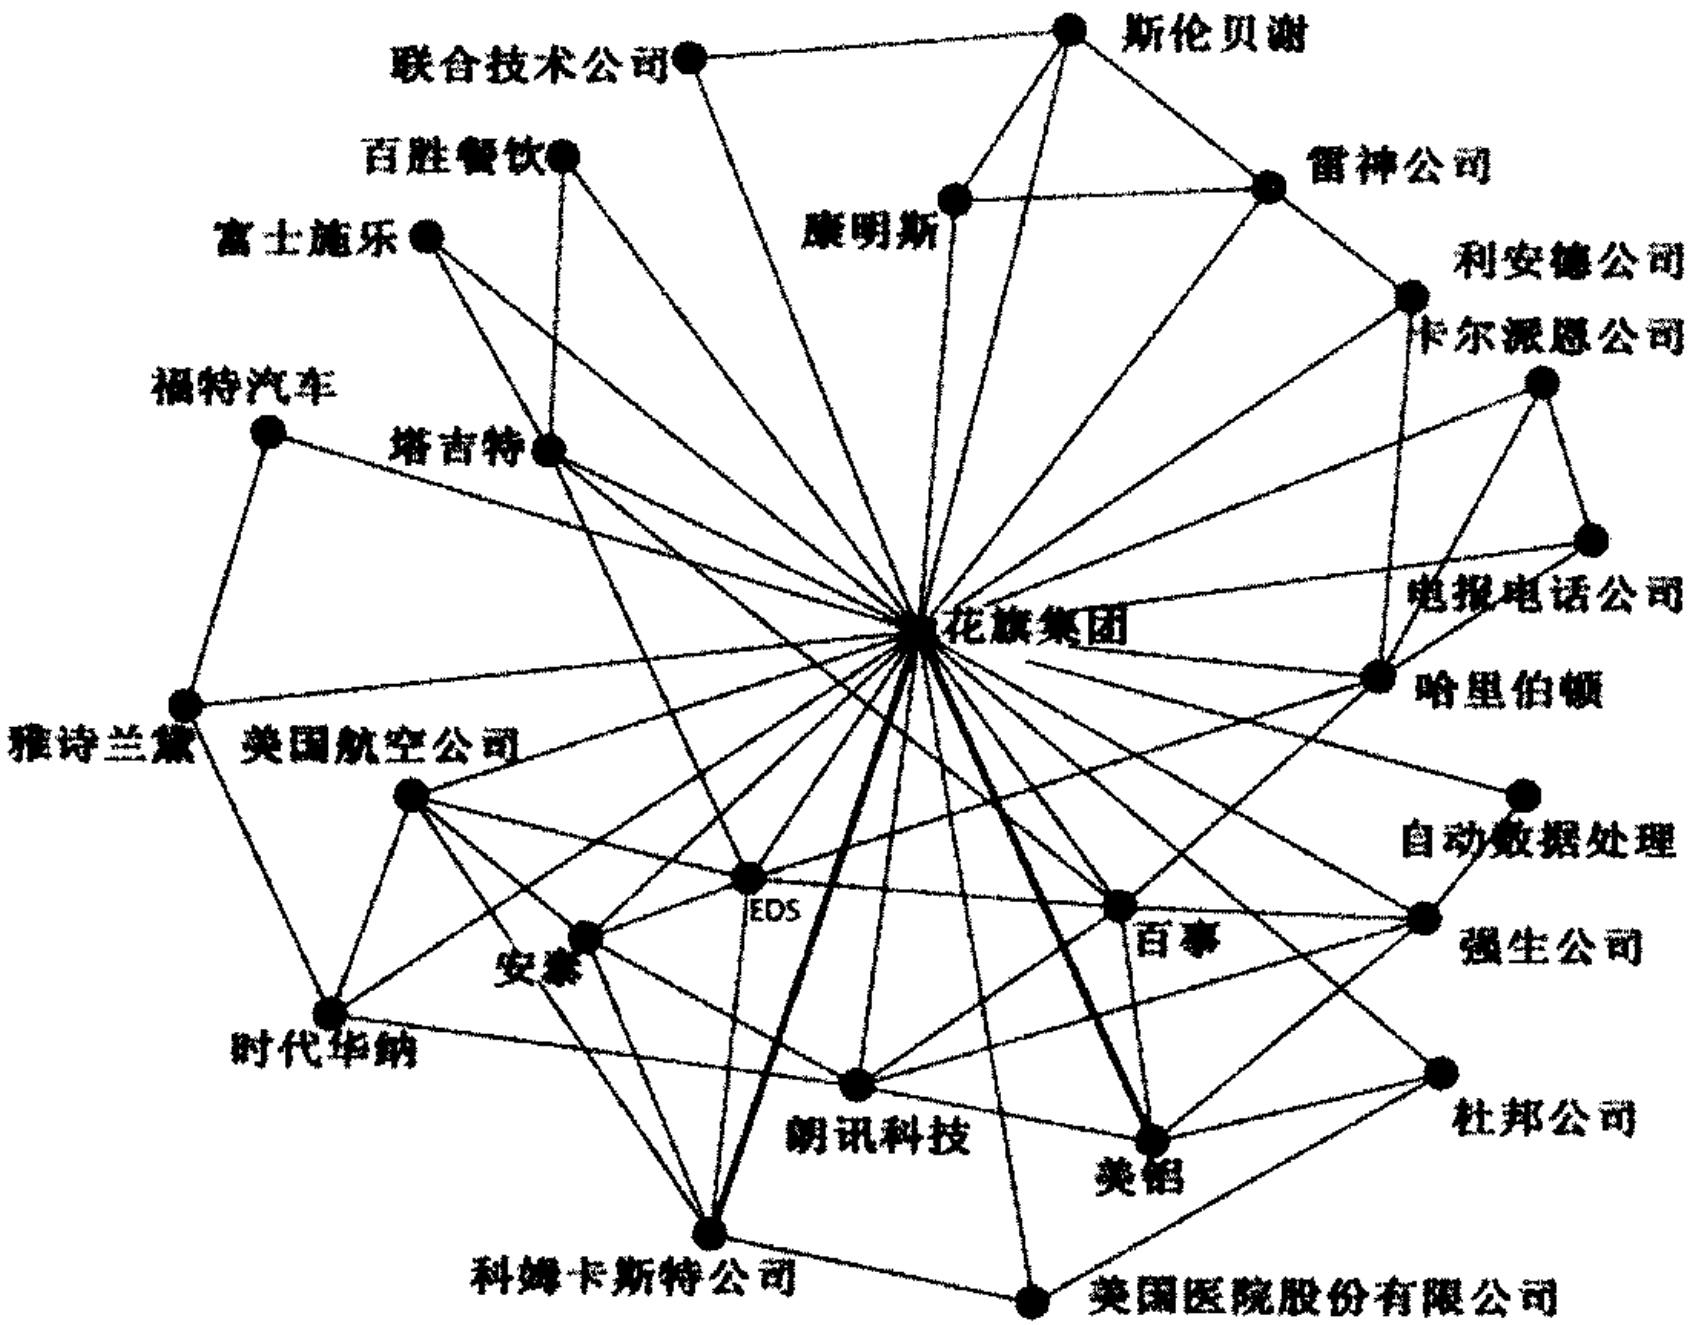 斯伦贝谢
联合技术公司
百胜餐饮
雷神公司
富士施乐
康明斯
利安德公司
卡尔派恩公司
福特汽车
塔吉特
电报电话公司
花旗集团
哈里伯顿
雅诗兰黛
美国航空公司
自动数据处理
EDS
百事
强生公司
安泰
时代华纳
朗讯科技
杜邦公司
美铝
科姆卡斯特公司
美国医院股份有限公司